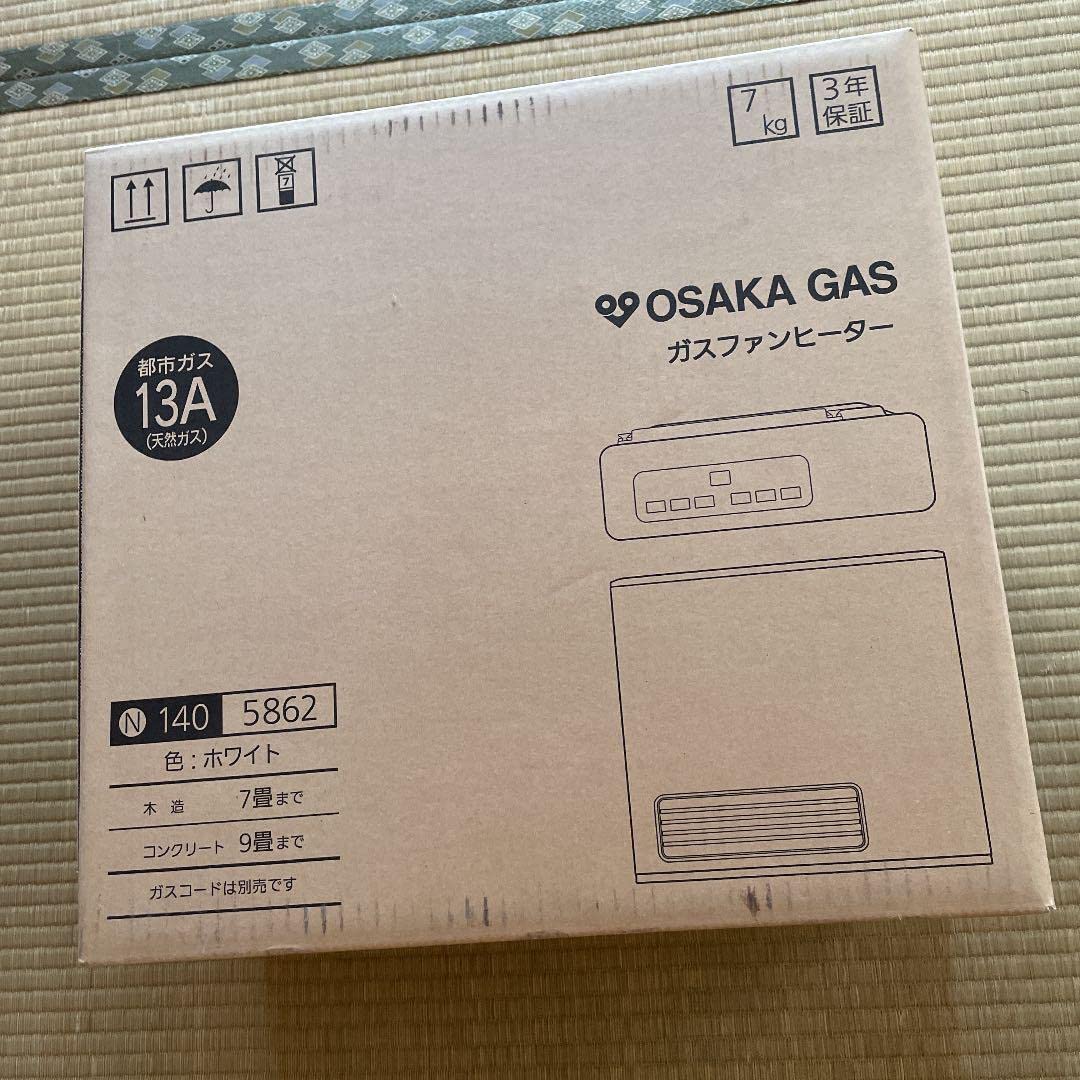 7
kg
3年
保証
7
OSAKA GAS
ガスファンヒーター
都市ガス
13A
(天然ガス)
N 140 5862
色:ホワイト
木造 7畳まで
コンクリート 9畳まで
ガスコードは別売です